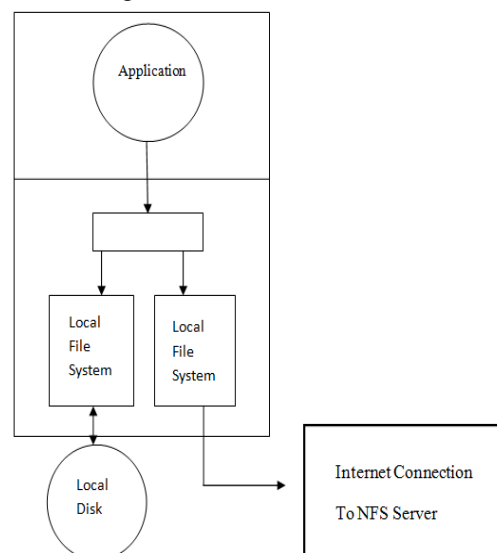 Application
Local
File
System
Local
File
System
Local
Disk
Internet Connection
To NFS Server